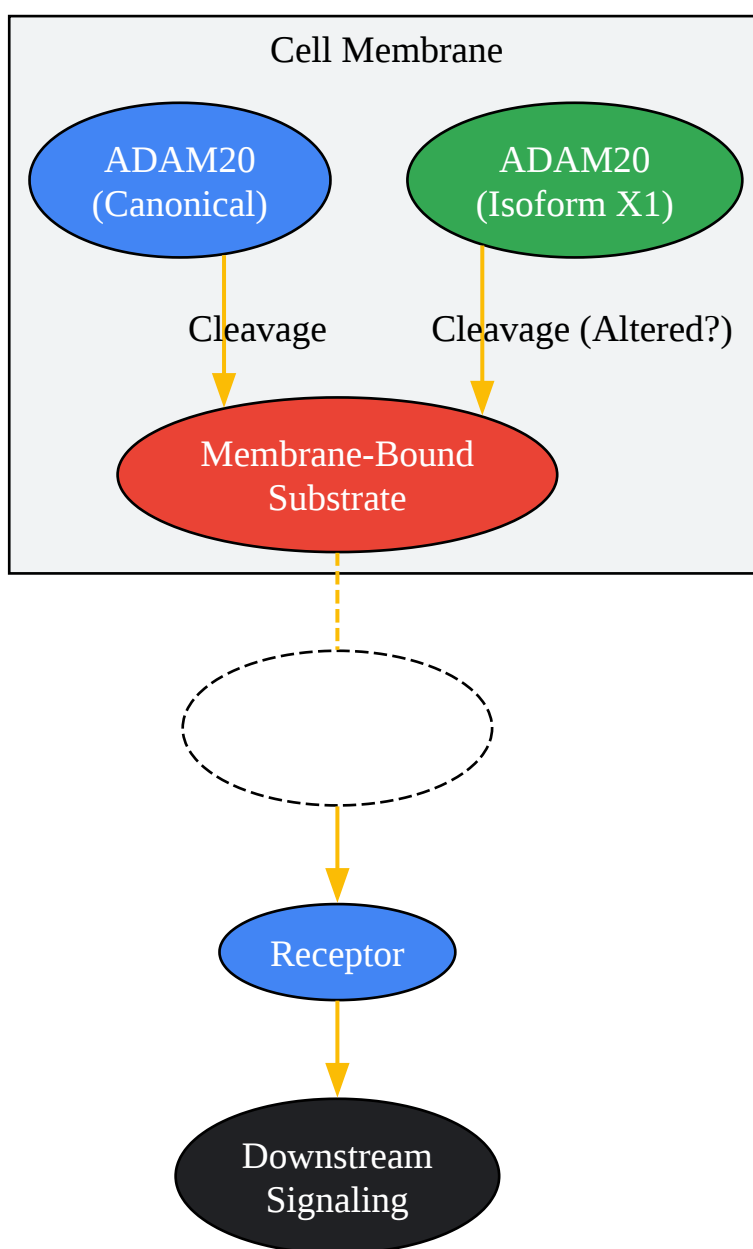 Cell Membrane
ADAM20
(Canonical)
ADAM20
(Isoform X1)
Cleavage
Cleavage (Altered?)
Membrane-Bound
Substrate
Receptor
Downstream
Signaling